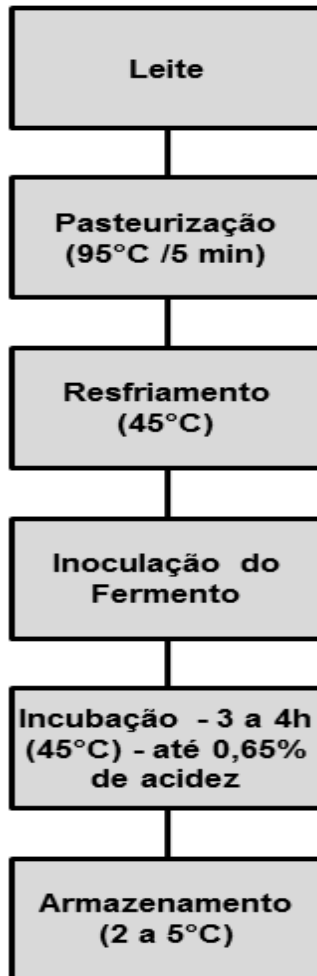 Leite
Pasteurização
(95°C /5 min)
Resfriamento
(45°C)
Inoculação do
Fermento
Incubação - 3 a 4h
(45°C) - até 0,65%
de acidez
Armazenamento
(2 a 5°C)